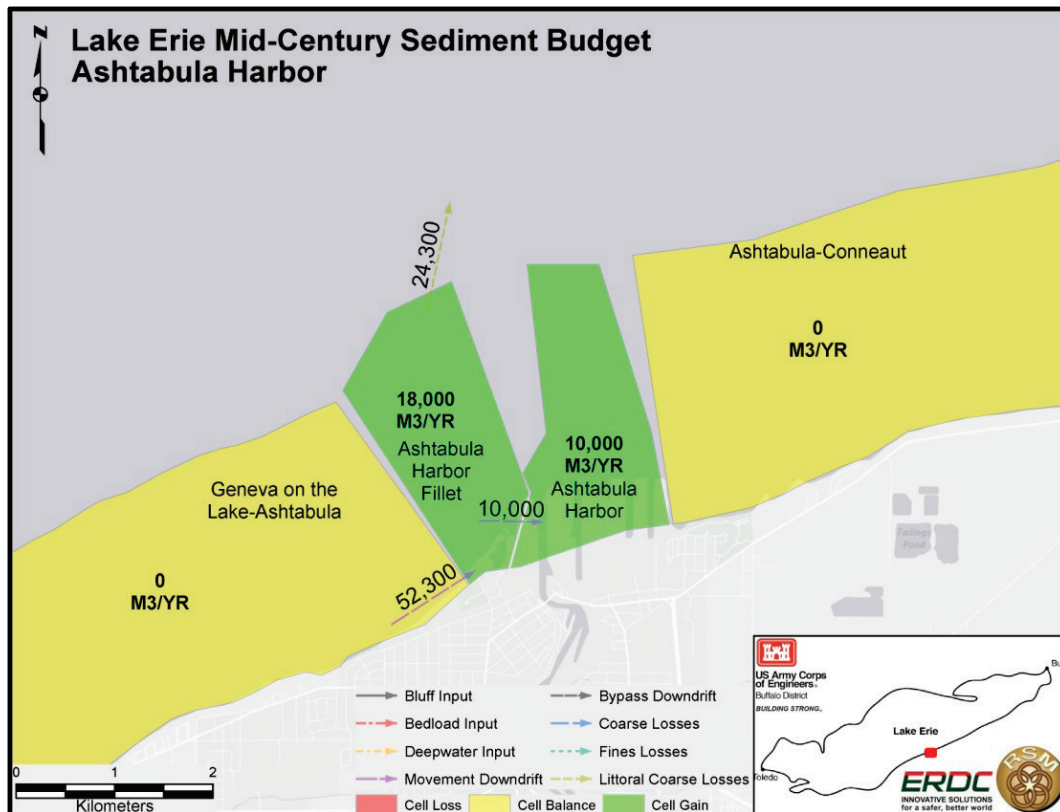 Lake Erie Mid-Century Sediment Budget
Ashtabula Harbor
Z
24,300
Ashtabula-Conneaut
0
M3/YR
18,000
M3/YR
Ashtabula
Harbor
Fillet
10,000
M3/YR
Ashtabula
Harbor
Geneva on the
Lake-Ashtabula
10,000
Tailings
Pond
52,300
0
M3/YR
Bluff Input
Bypass Downdrift
Bedload Input
Coarse Losses
Deepwater Input
Fines Losses
Movement Downdrift
Littoral Coarse Losses
Cell Loss
Cell Balance
Cell Gain
0 1 2
Kilometers
US Army Corps
of Engineers®
Buffalo District
BUILDING STRONG®
Bu
Lake Erie
Toledo
ERDC
INNOVATIVE SOLUTIONS
for a safer, better world
RSM